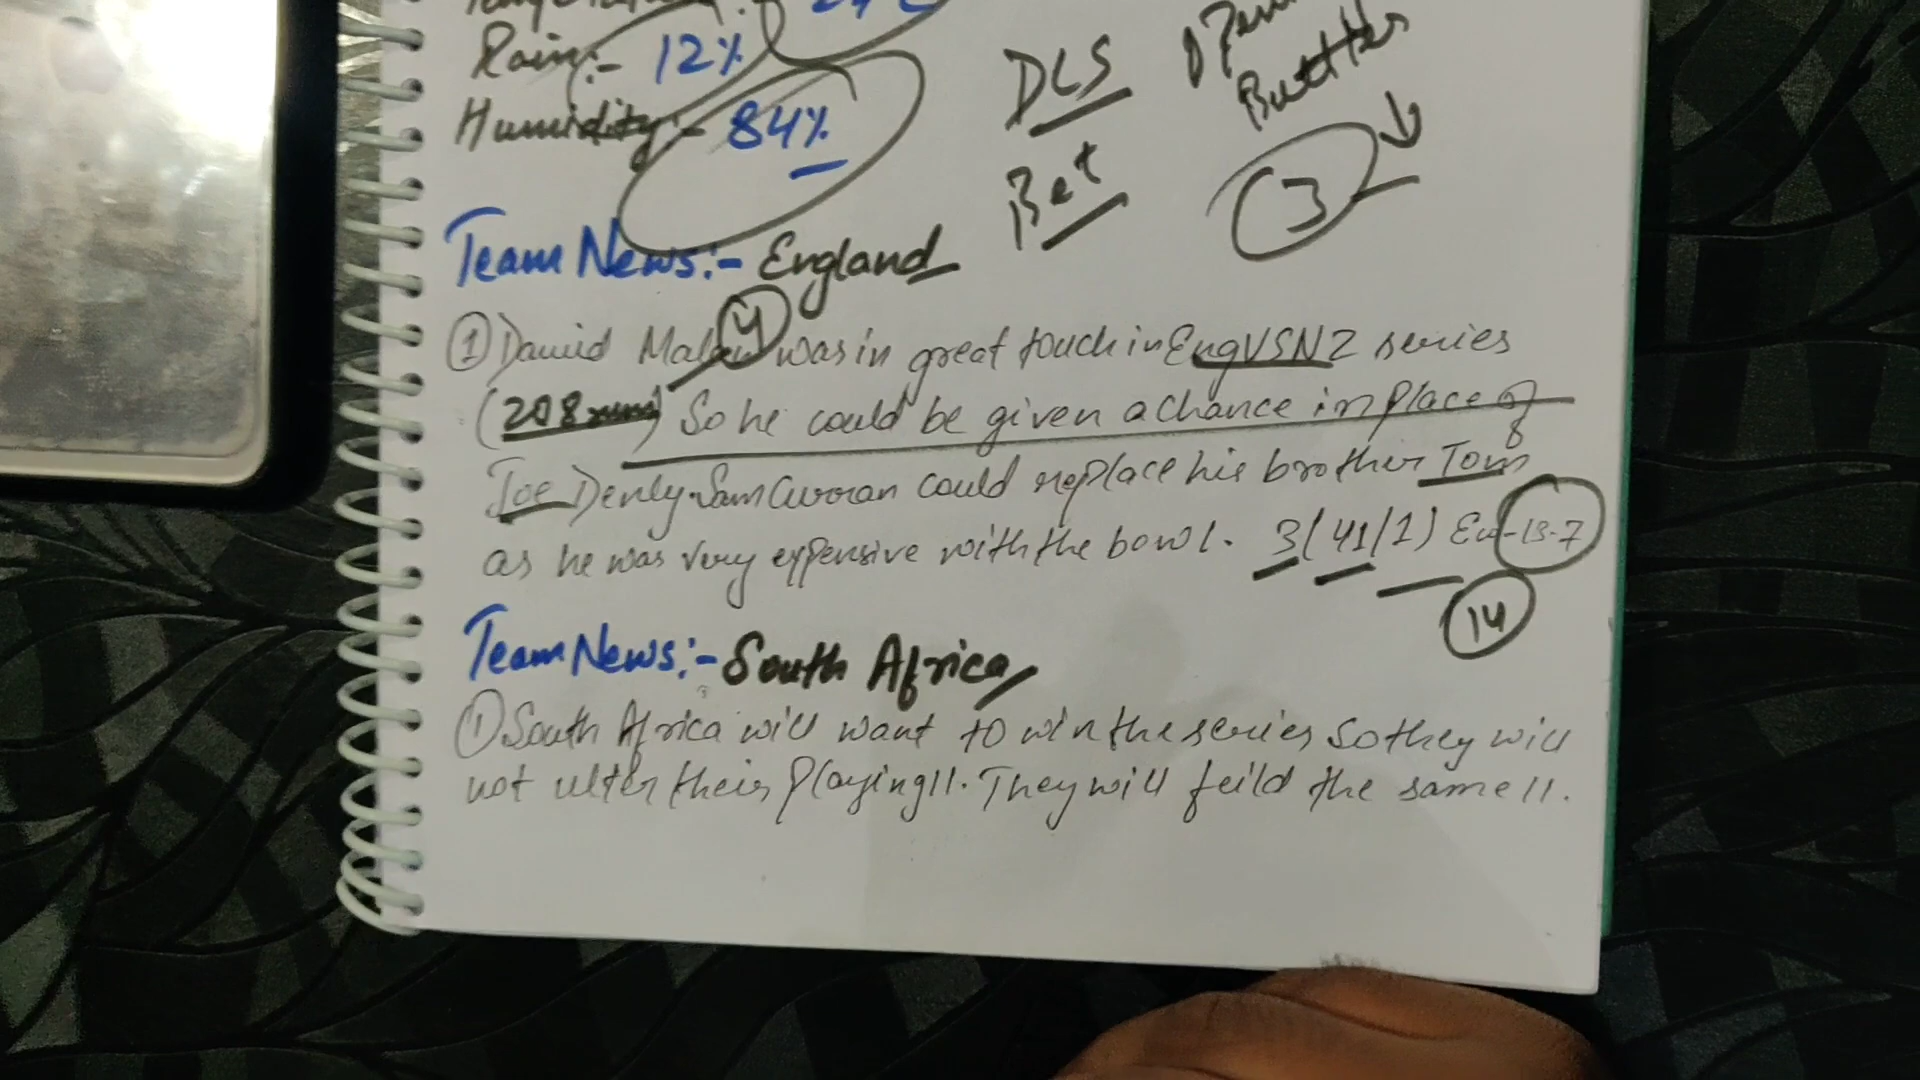 Rain:- 12%
Humidity:- 84%
DLS
Bat
3
Team News:- England
4
① Dawid Malan was in great touch in Eng VS NZ series
(208 runs) So he could be given a chance in place of
Joe Denly. Sam Curran could replace his brother Tom
as he was very expensive with the bowl. 3(41/1) Ec-13.7
14
Team News:- South Africa
① South Africa will want to win the series So they will
not ulter their Playing 11. They will feild the same 11.